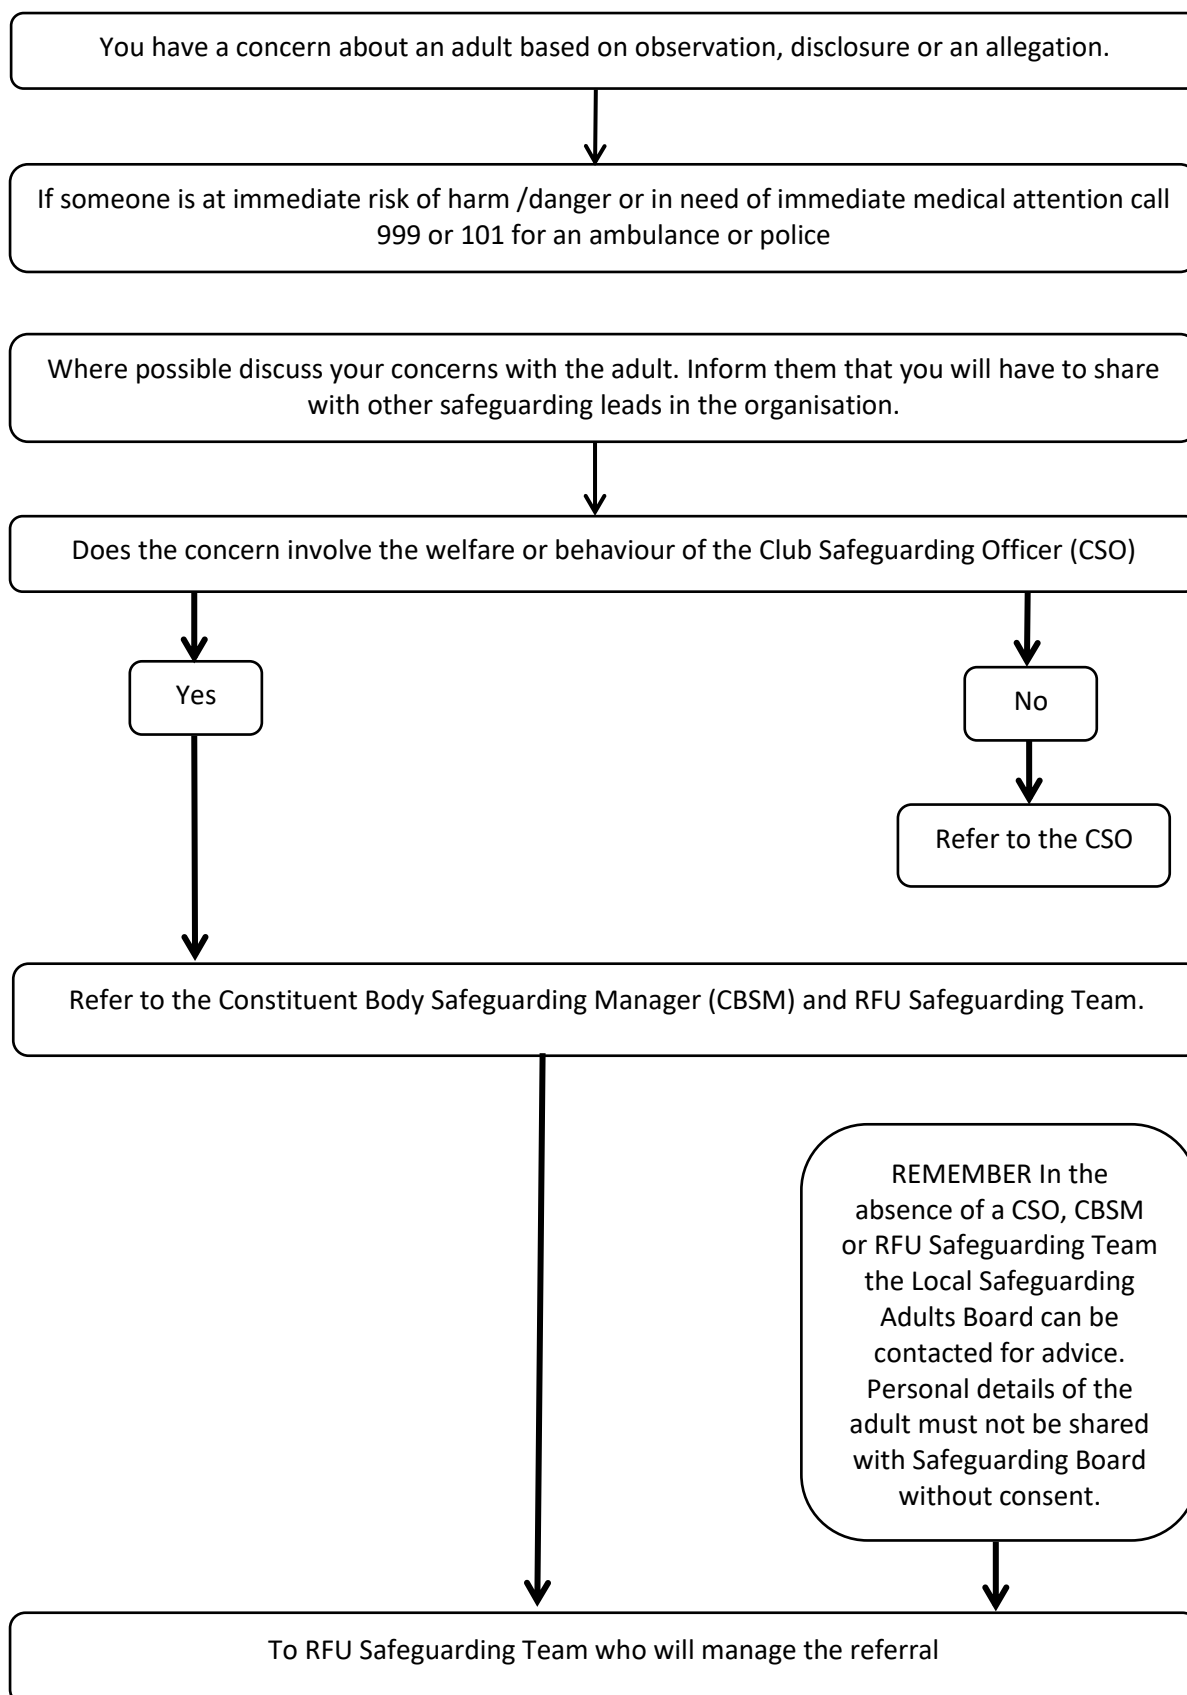 You have a concern about an adult based on observation, disclosure or an allegation.
If someone is at immediate risk of harm /danger or in need of immediate medical attention call
999 or 101 for an ambulance or police
Where possible discuss your concerns with the adult. Inform them that you will have to share
with other safeguarding leads in the organisation.
Does the concern involve the welfare or behaviour of the Club Safeguarding Officer (CSO)
Yes
No
Refer to the CSO
Refer to the Constituent Body Safeguarding Manager (CBSM) and RFU Safeguarding Team.
REMEMBER In the
absence of a CSO, CBSM
or RFU Safeguarding Team
the Local Safeguarding
Adults Board can be
contacted for advice.
Personal details of the
adult must not be shared
with Safeguarding Board
without consent.
To RFU Safeguarding Team who will manage the referral